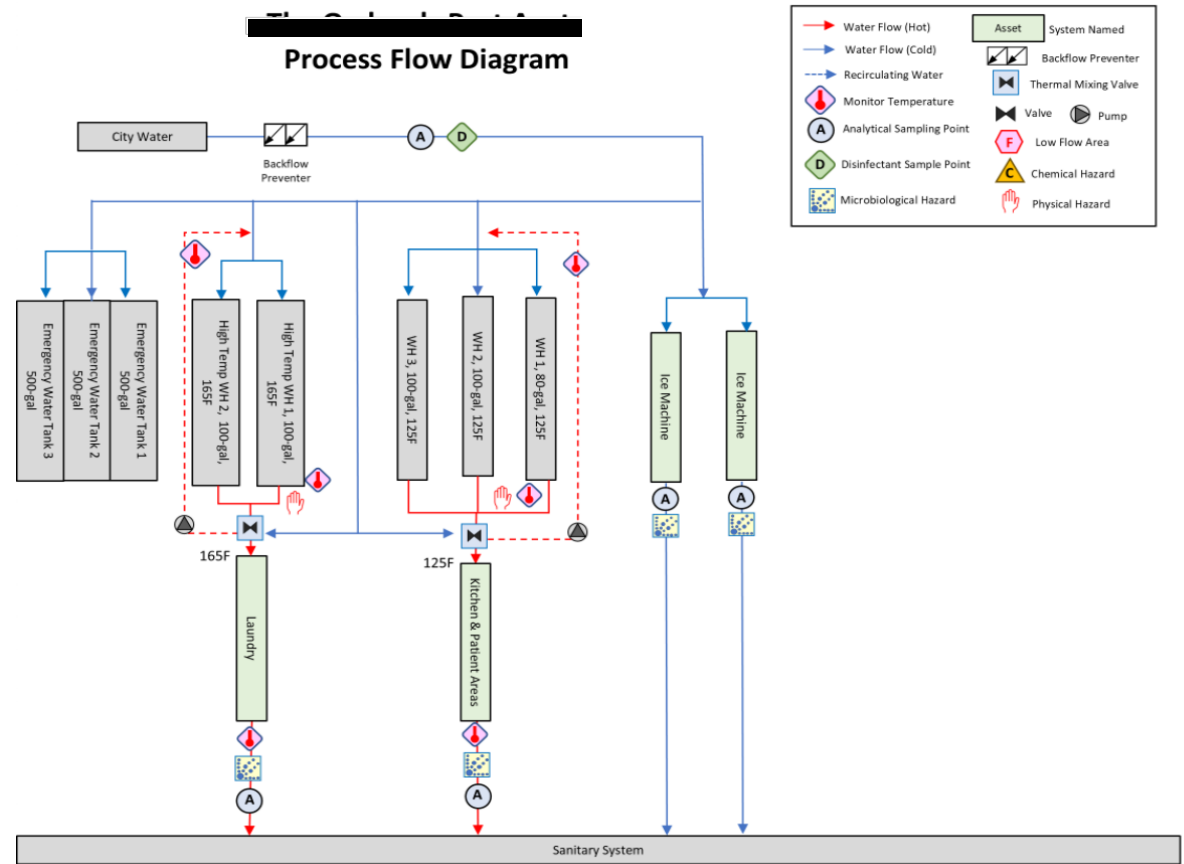 Process Flow Diagram
Water Flow (Hot)
Water Flow (Cold)
Recirculating Water
Monitor Temperature
A
Analytical Sampling Point
D
Disinfectant Sample Point
Microbiological Hazard
Asset
System Named
Backflow Preventer
Thermal Mixing Valve
Valve
Pump
F
Low Flow Area
C
Chemical Hazard
Physical Hazard
City Water
Backflow
Preventer
A
D
Emergency Water Tank 3
500-gal
Emergency Water Tank 2
500-gal
Emergency Water Tank 1
500-gal
High Temp WH 2, 100-gal,
165F
High Temp WH 1, 100-gal,
165F
WH 3, 100-gal, 125F
WH 2, 100-gal, 125F
WH 1, 80-gal, 125F
Ice Machine
Ice Machine
A
A
165F
125F
Laundry
Kitchen & Patient Areas
A
A
Sanitary System